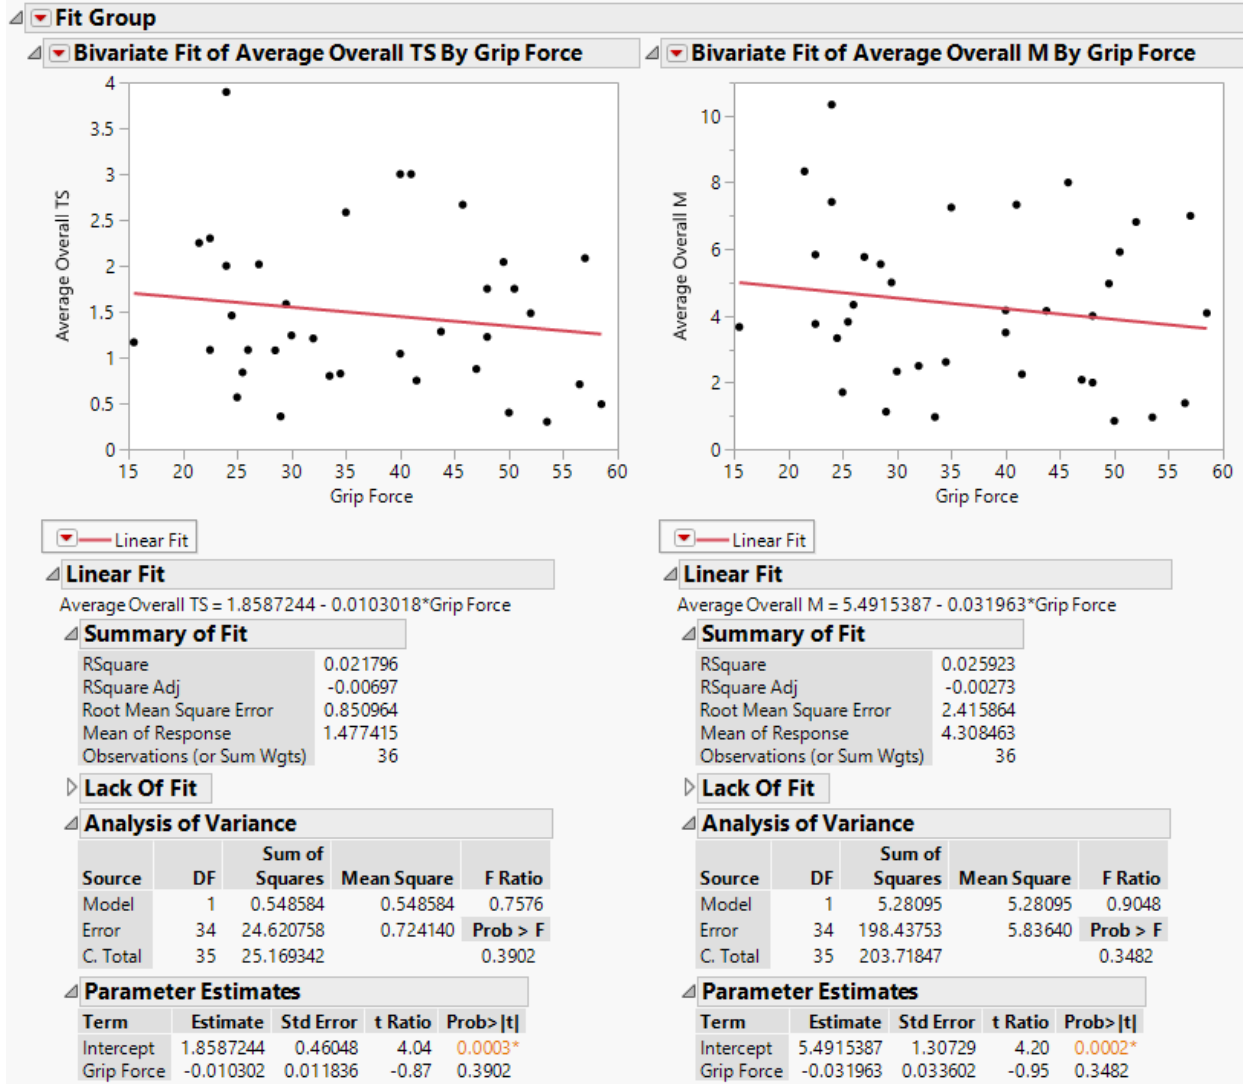 Fit Group
Bivariate Fit of Average Overall TS By Grip Force
4
3.5
3
2.5
2
1.5
1
0.5
0
Average Overall TS
15 20 25 30 35 40 45 50 55 60
Grip Force
Linear Fit
Linear Fit
Average Overall TS = 1.8587244 - 0.0103018*Grip Force
Summary of Fit
RSquare 0.021796
RSquare Adj -0.00697
Root Mean Square Error 0.850964
Mean of Response 1.477415
Observations (or Sum Wgts) 36
Lack Of Fit
Analysis of Variance
Sum of
Source DF Squares Mean Square F Ratio
Model 1 0.548584 0.548584 0.7576
Error 34 24.620758 0.724140 Prob > F
C. Total 35 25.169342 0.3902
Parameter Estimates
Term Estimate Std Error t Ratio Prob>|t|
Intercept 1.8587244 0.46048 4.04 0.0003*
Grip Force -0.010302 0.011836 -0.87 0.3902
Bivariate Fit of Average Overall M By Grip Force
10
8
6
4
2
0
Average Overall M
15 20 25 30 35 40 45 50 55 60
Grip Force
Linear Fit
Linear Fit
Average Overall M = 5.4915387 - 0.031963*Grip Force
Summary of Fit
RSquare 0.025923
RSquare Adj -0.00273
Root Mean Square Error 2.415864
Mean of Response 4.308463
Observations (or Sum Wgts) 36
Lack Of Fit
Analysis of Variance
Sum of
Source DF Squares Mean Square F Ratio
Model 1 5.28095 5.28095 0.9048
Error 34 198.43753 5.83640 Prob > F
C. Total 35 203.71847 0.3482
Parameter Estimates
Term Estimate Std Error t Ratio Prob>|t|
Intercept 5.4915387 1.30729 4.20 0.0002*
Grip Force -0.031963 0.033602 -0.95 0.3482